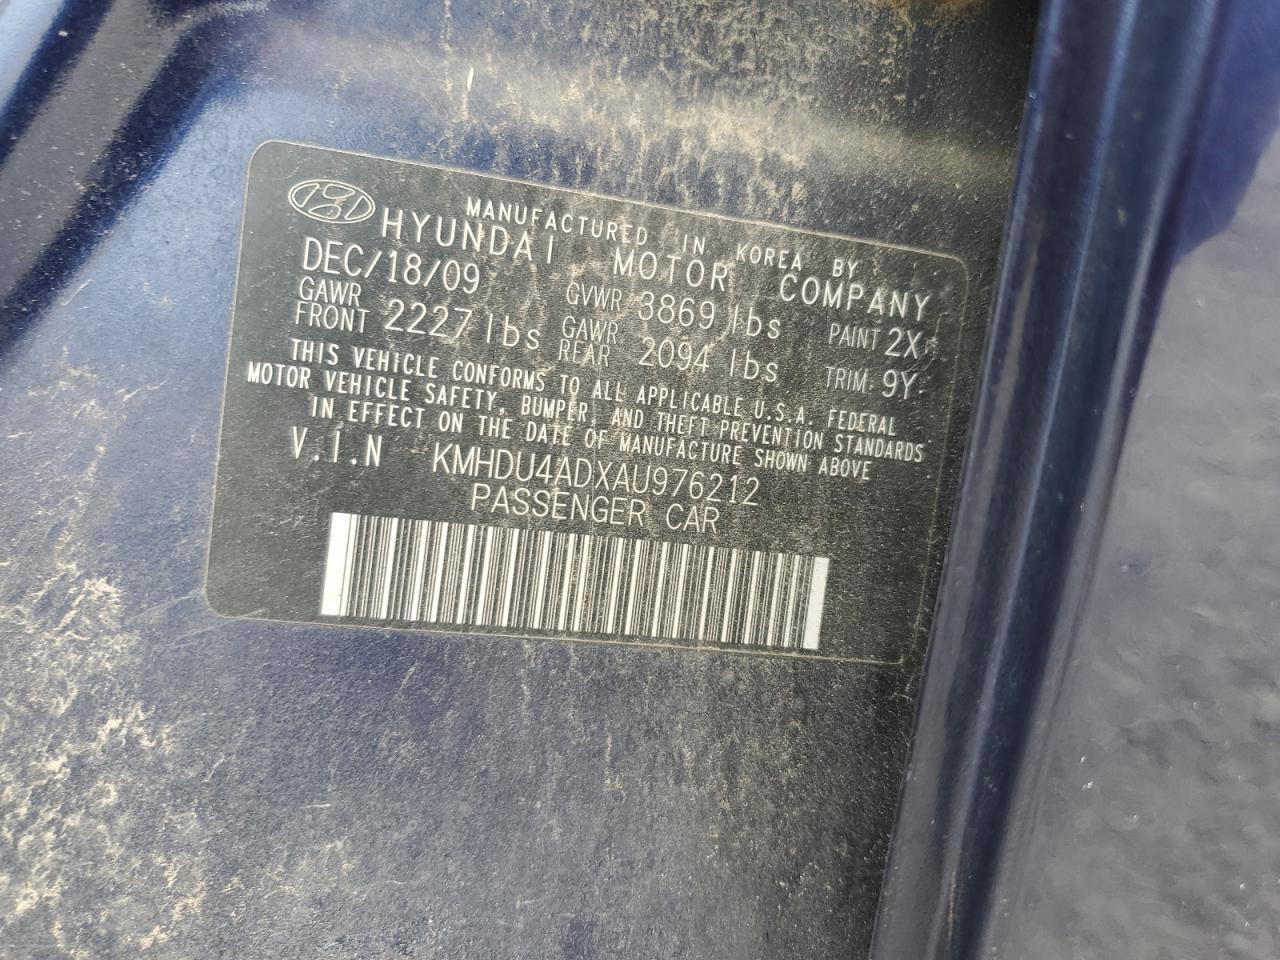 MANUFACTURED IN KOREA BY
HYUNDAI MOTOR COMPANY
DEC/18/09 GVWR 3869 lbs PAINT 2X
GAWR FRONT 2227 lbs GAWR REAR 2094 lbs TRIM 9Y
THIS VEHICLE CONFORMS TO ALL APPLICABLE U.S.A. FEDERAL
MOTOR VEHICLE SAFETY, BUMPER, AND THEFT PREVENTION STANDARDS
IN EFFECT ON THE DATE OF MANUFACTURE SHOWN ABOVE
V.I.N KMHDU4ADXAU976212
PASSENGER CAR